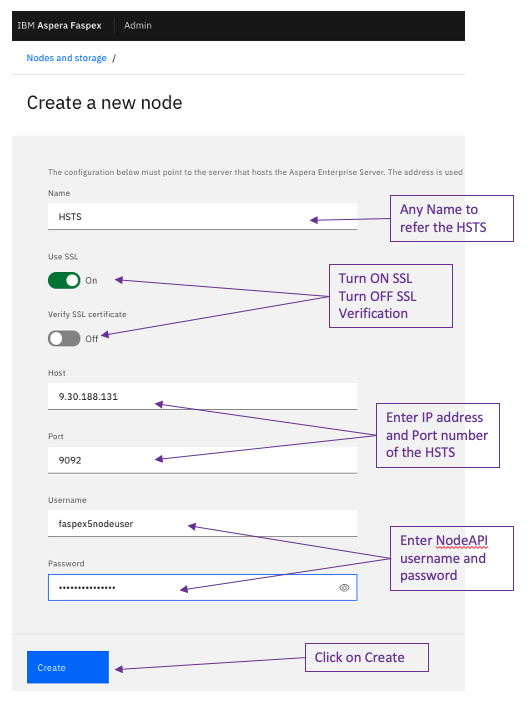 IBM Aspera Faspex Admin
Nodes and storage /
Create a new node
The configuration below must point to the server that hosts the Aspera Enterprise Server. The address is used
Name
HSTS
Any Name to
refer the HSTS
Use SSL
On
Turn ON SSL
Turn OFF SSL
Verification
Verify SSL certificate
Off
Host
9.30.188.131
Enter IP address
and Port number
of the HSTS
Port
9092
Username
faspex5nodeuser
Enter NodeAPI
username and
password
Password
•••••••••••••••
Click on Create
Create